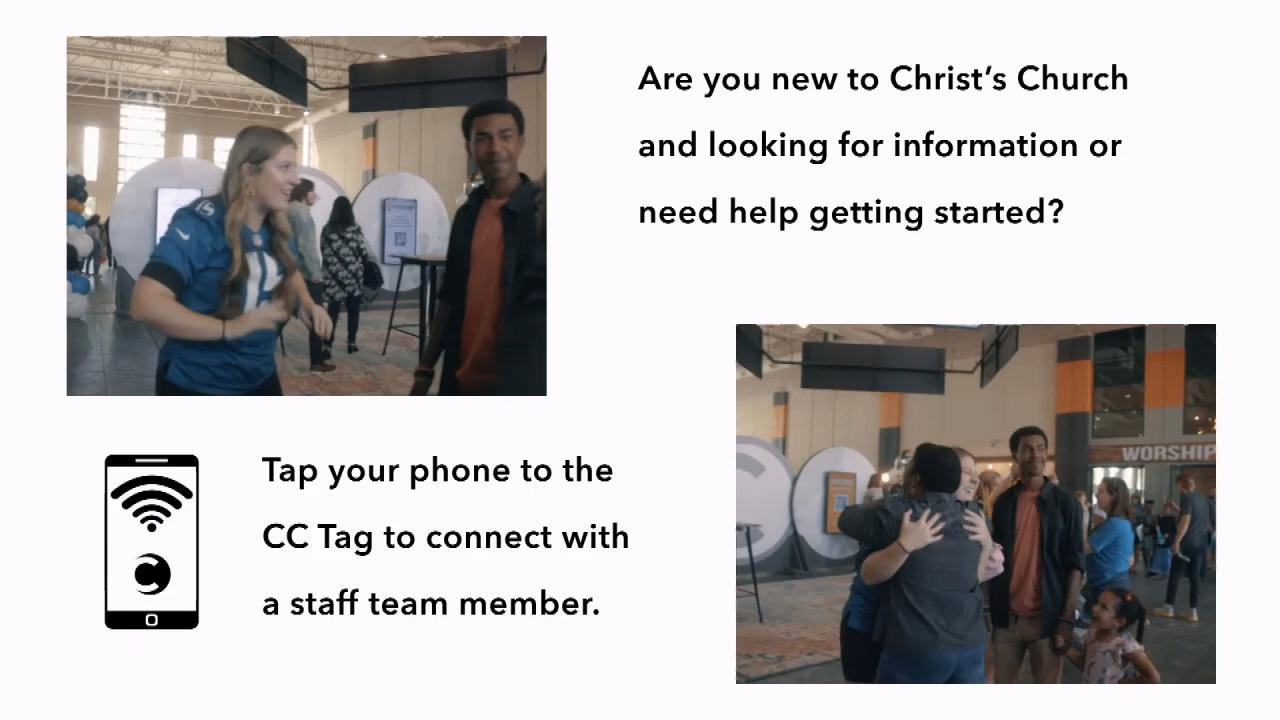 Are you new to Christ's Church
and looking for information or
need help getting started?
Tap your phone to the
CC Tag to connect with
a staff team member.
WORSHIP